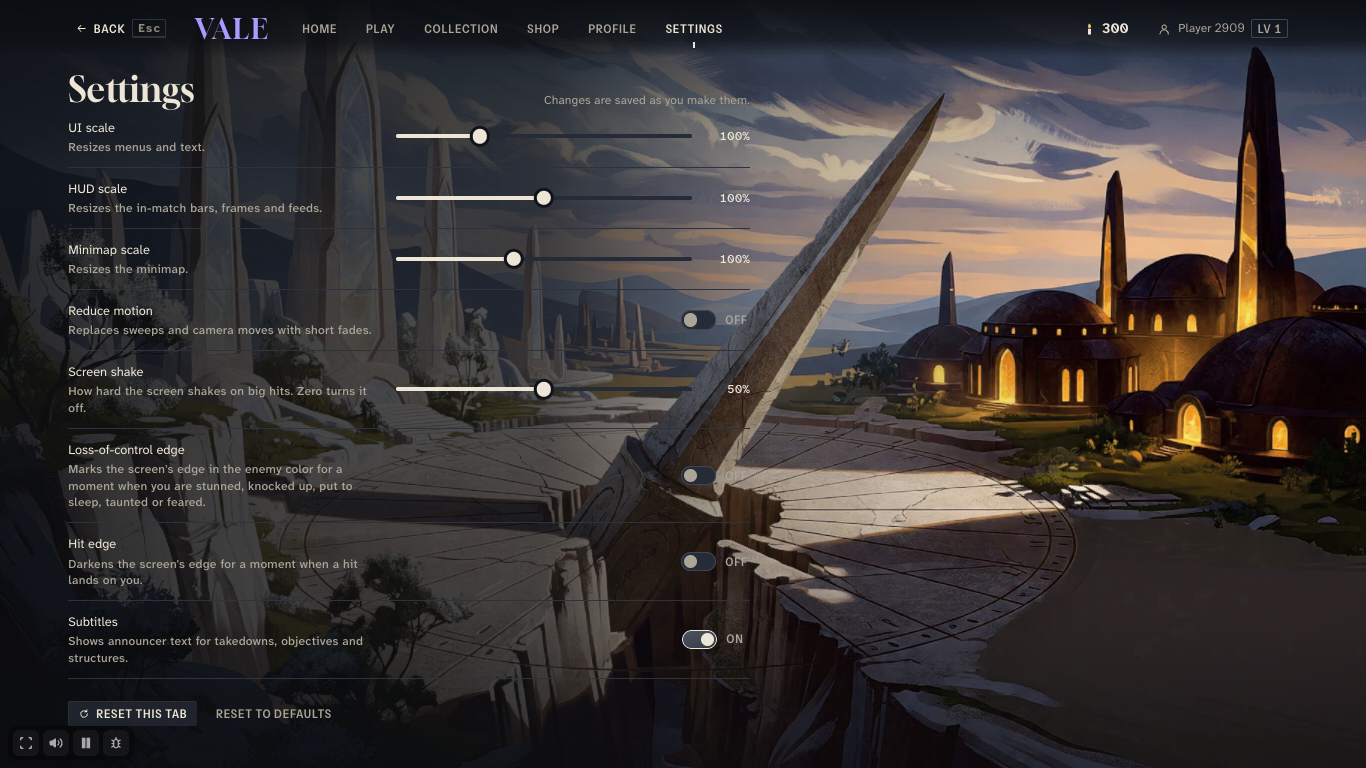 BACK Esc VALE HOME PLAY COLLECTION SHOP PROFILE SETTINGS 300 Player 2909 LV 1
Settings
Changes are saved as you make them.
UI scale
Resizes menus and text.
100%
HUD scale
Resizes the in-match bars, frames and feeds.
100%
Minimap scale
Resizes the minimap.
100%
Reduce motion
Replaces sweeps and camera moves with short fades.
OFF
Screen shake
How hard the screen shakes on big hits. Zero turns it
off.
50%
Loss-of-control edge
Marks the screen's edge in the enemy color for a
moment when you are stunned, knocked up, put to
sleep, taunted or feared.
OFF
Hit edge
Darkens the screen's edge for a moment when a hit
lands on you.
OFF
Subtitles
Shows announcer text for takedowns, objectives and
structures.
ON
RESET THIS TAB RESET TO DEFAULTS